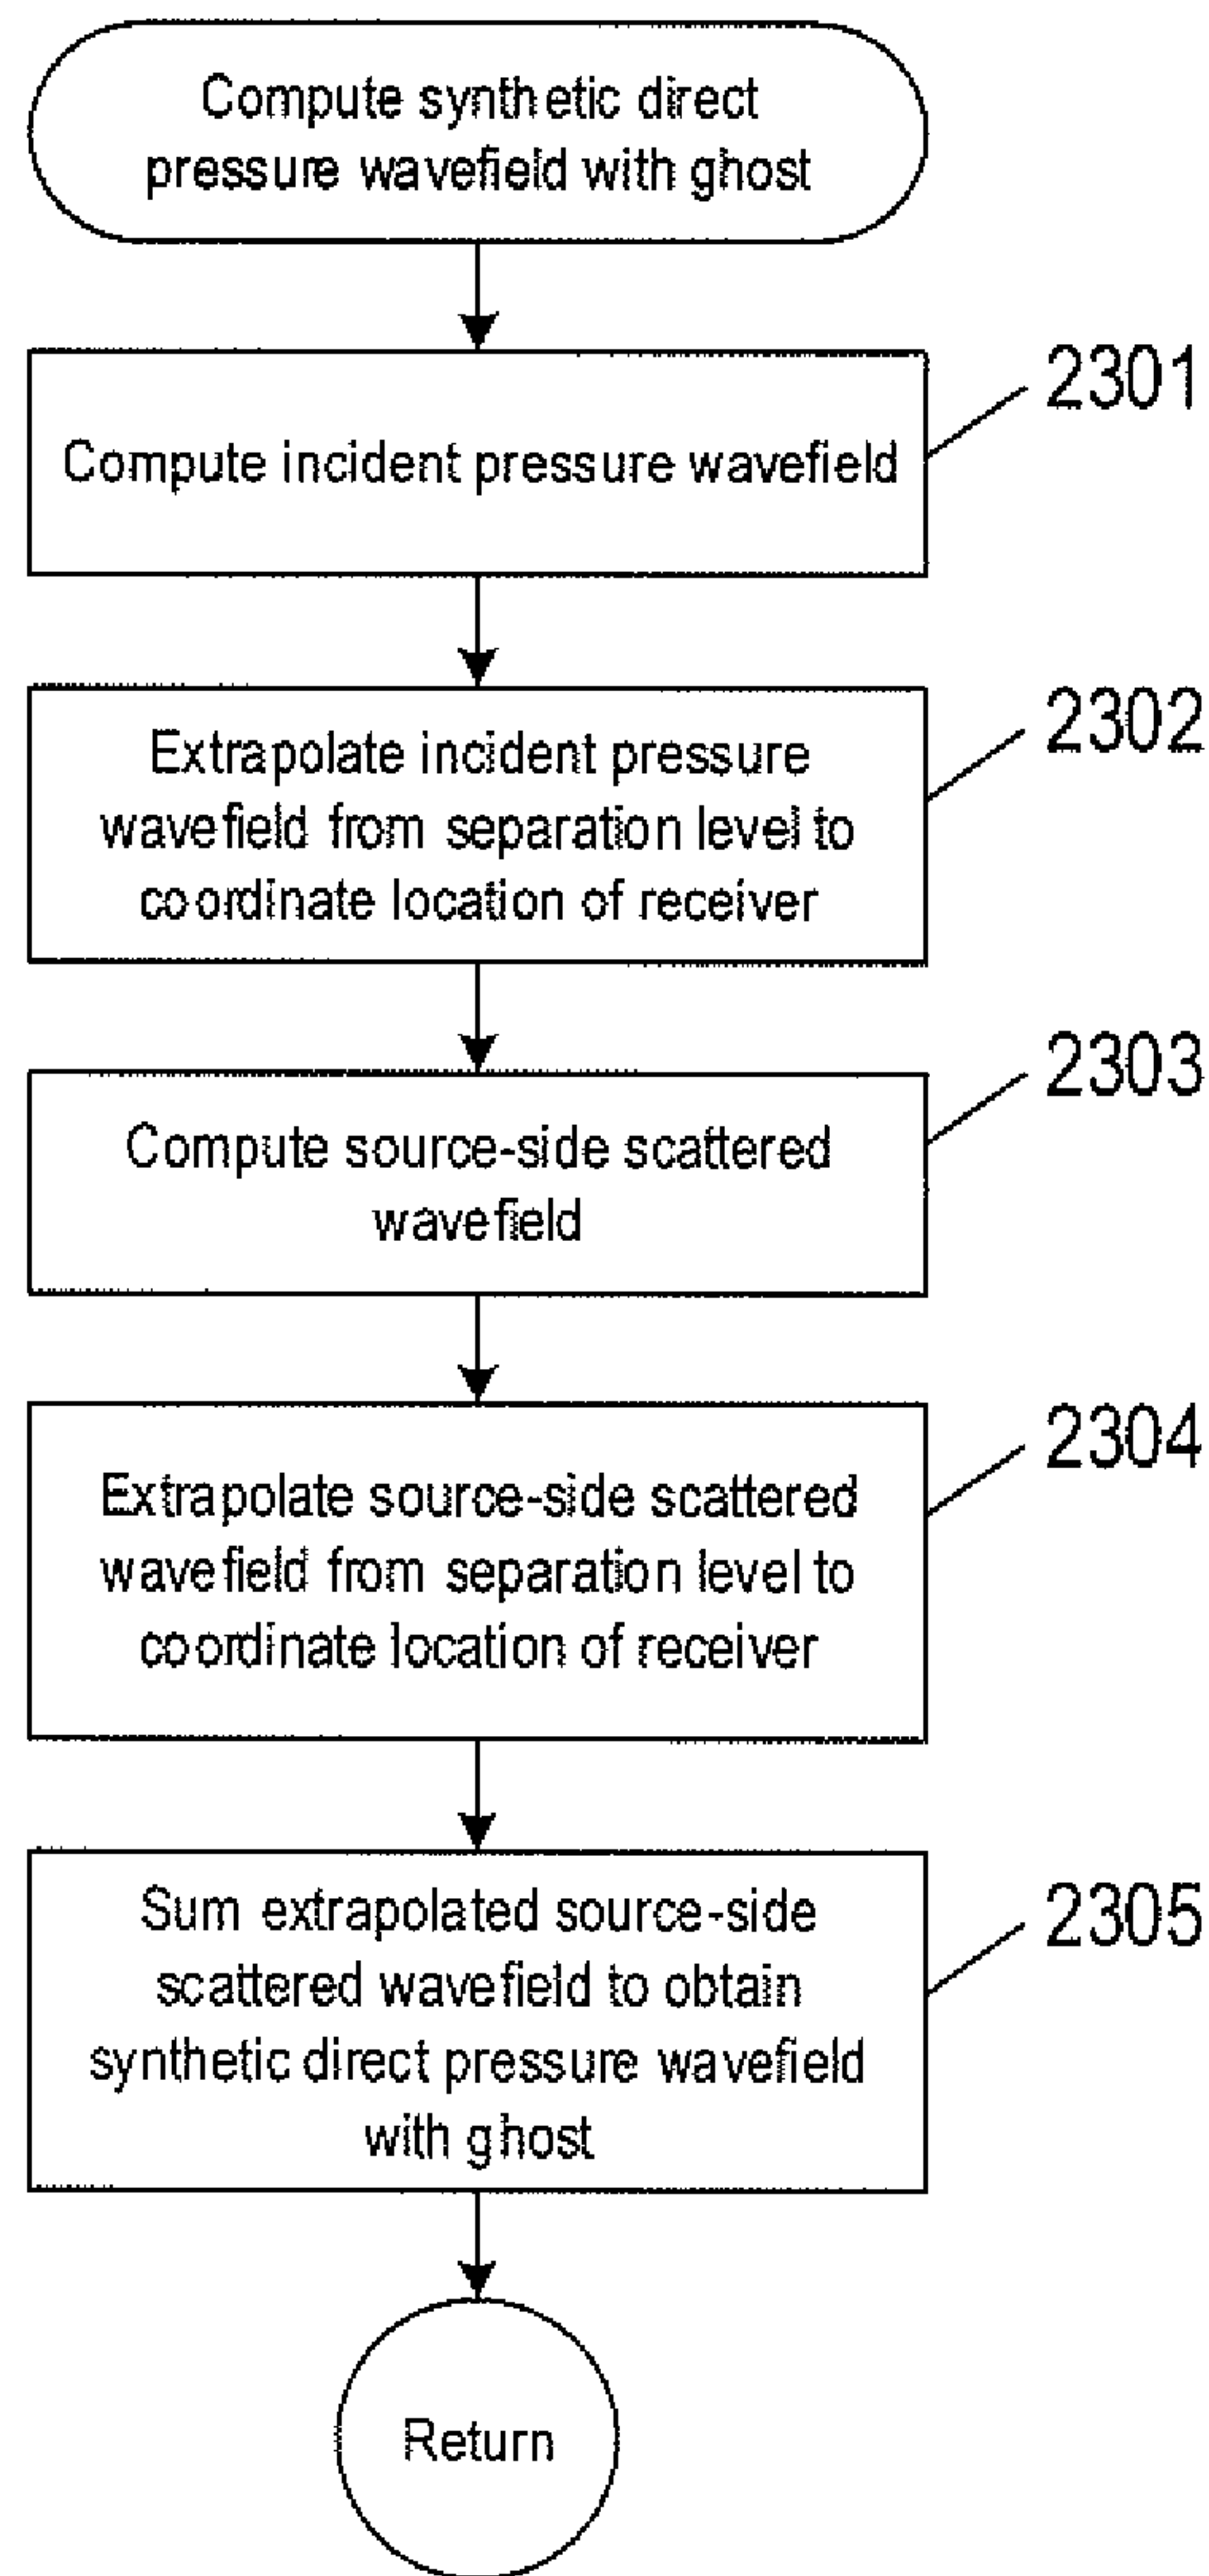 Compute synthetic direct
pressure wavefield with ghost
2301
Compute incident pressure wavefield
2302
Extrapolate incident pressure
wavefield from separation level to
coordinate location of receiver
2303
Compute source-side scattered
wavefield
2304
Extrapolate source-side scattered
wavefield from separation level to
coordinate location of receiver
2305
Sum extrapolated source-side
scattered wavefield to obtain
synthetic direct pressure wavefield
with ghost
Return